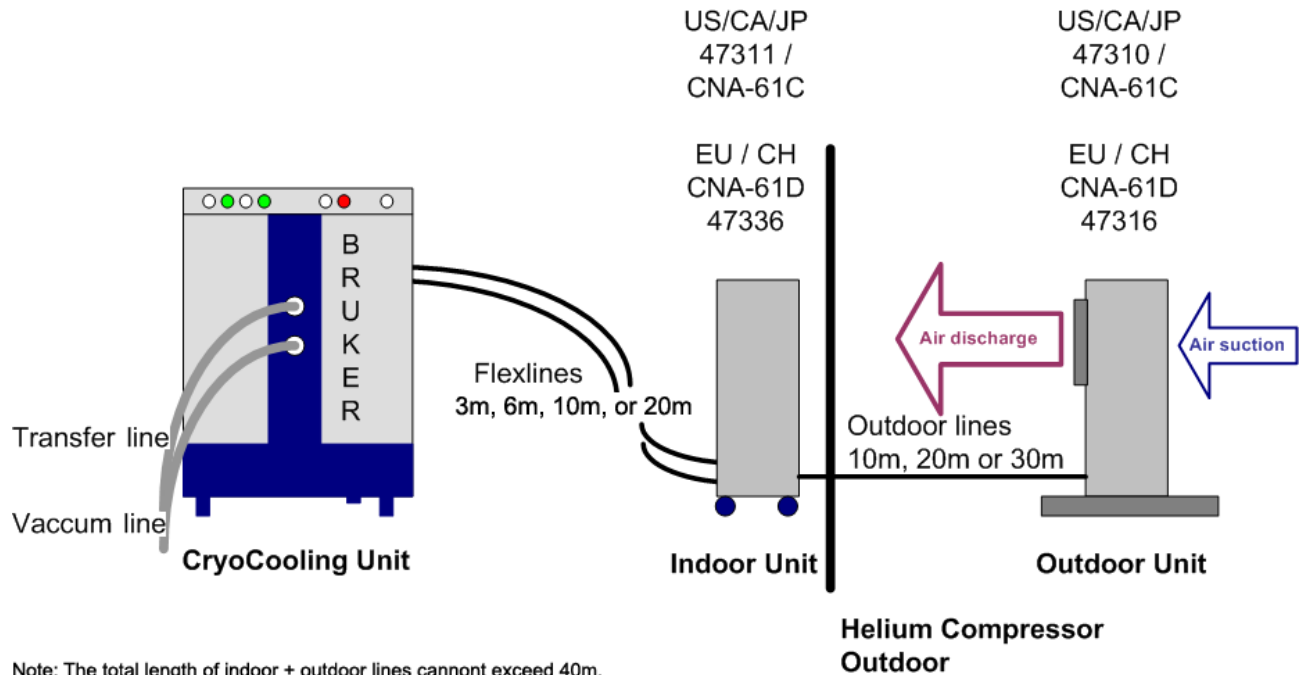 US/CA/JP
47311 /
CNA-61C
EU / CH
CNA-61D
47336
US/CA/JP
47310 /
CNA-61C
EU / CH
CNA-61D
47316
B
R
U
K
E
R
Air discharge
Air suction
Flexlines
3m, 6m, 10m, or 20m
Outdoor lines
10m, 20m or 30m
Transfer line
Vaccum line
CryoCooling Unit
Indoor Unit
Outdoor Unit
Helium Compressor
Outdoor
Note: The total length of indoor + outdoor lines cannont exceed 40m.